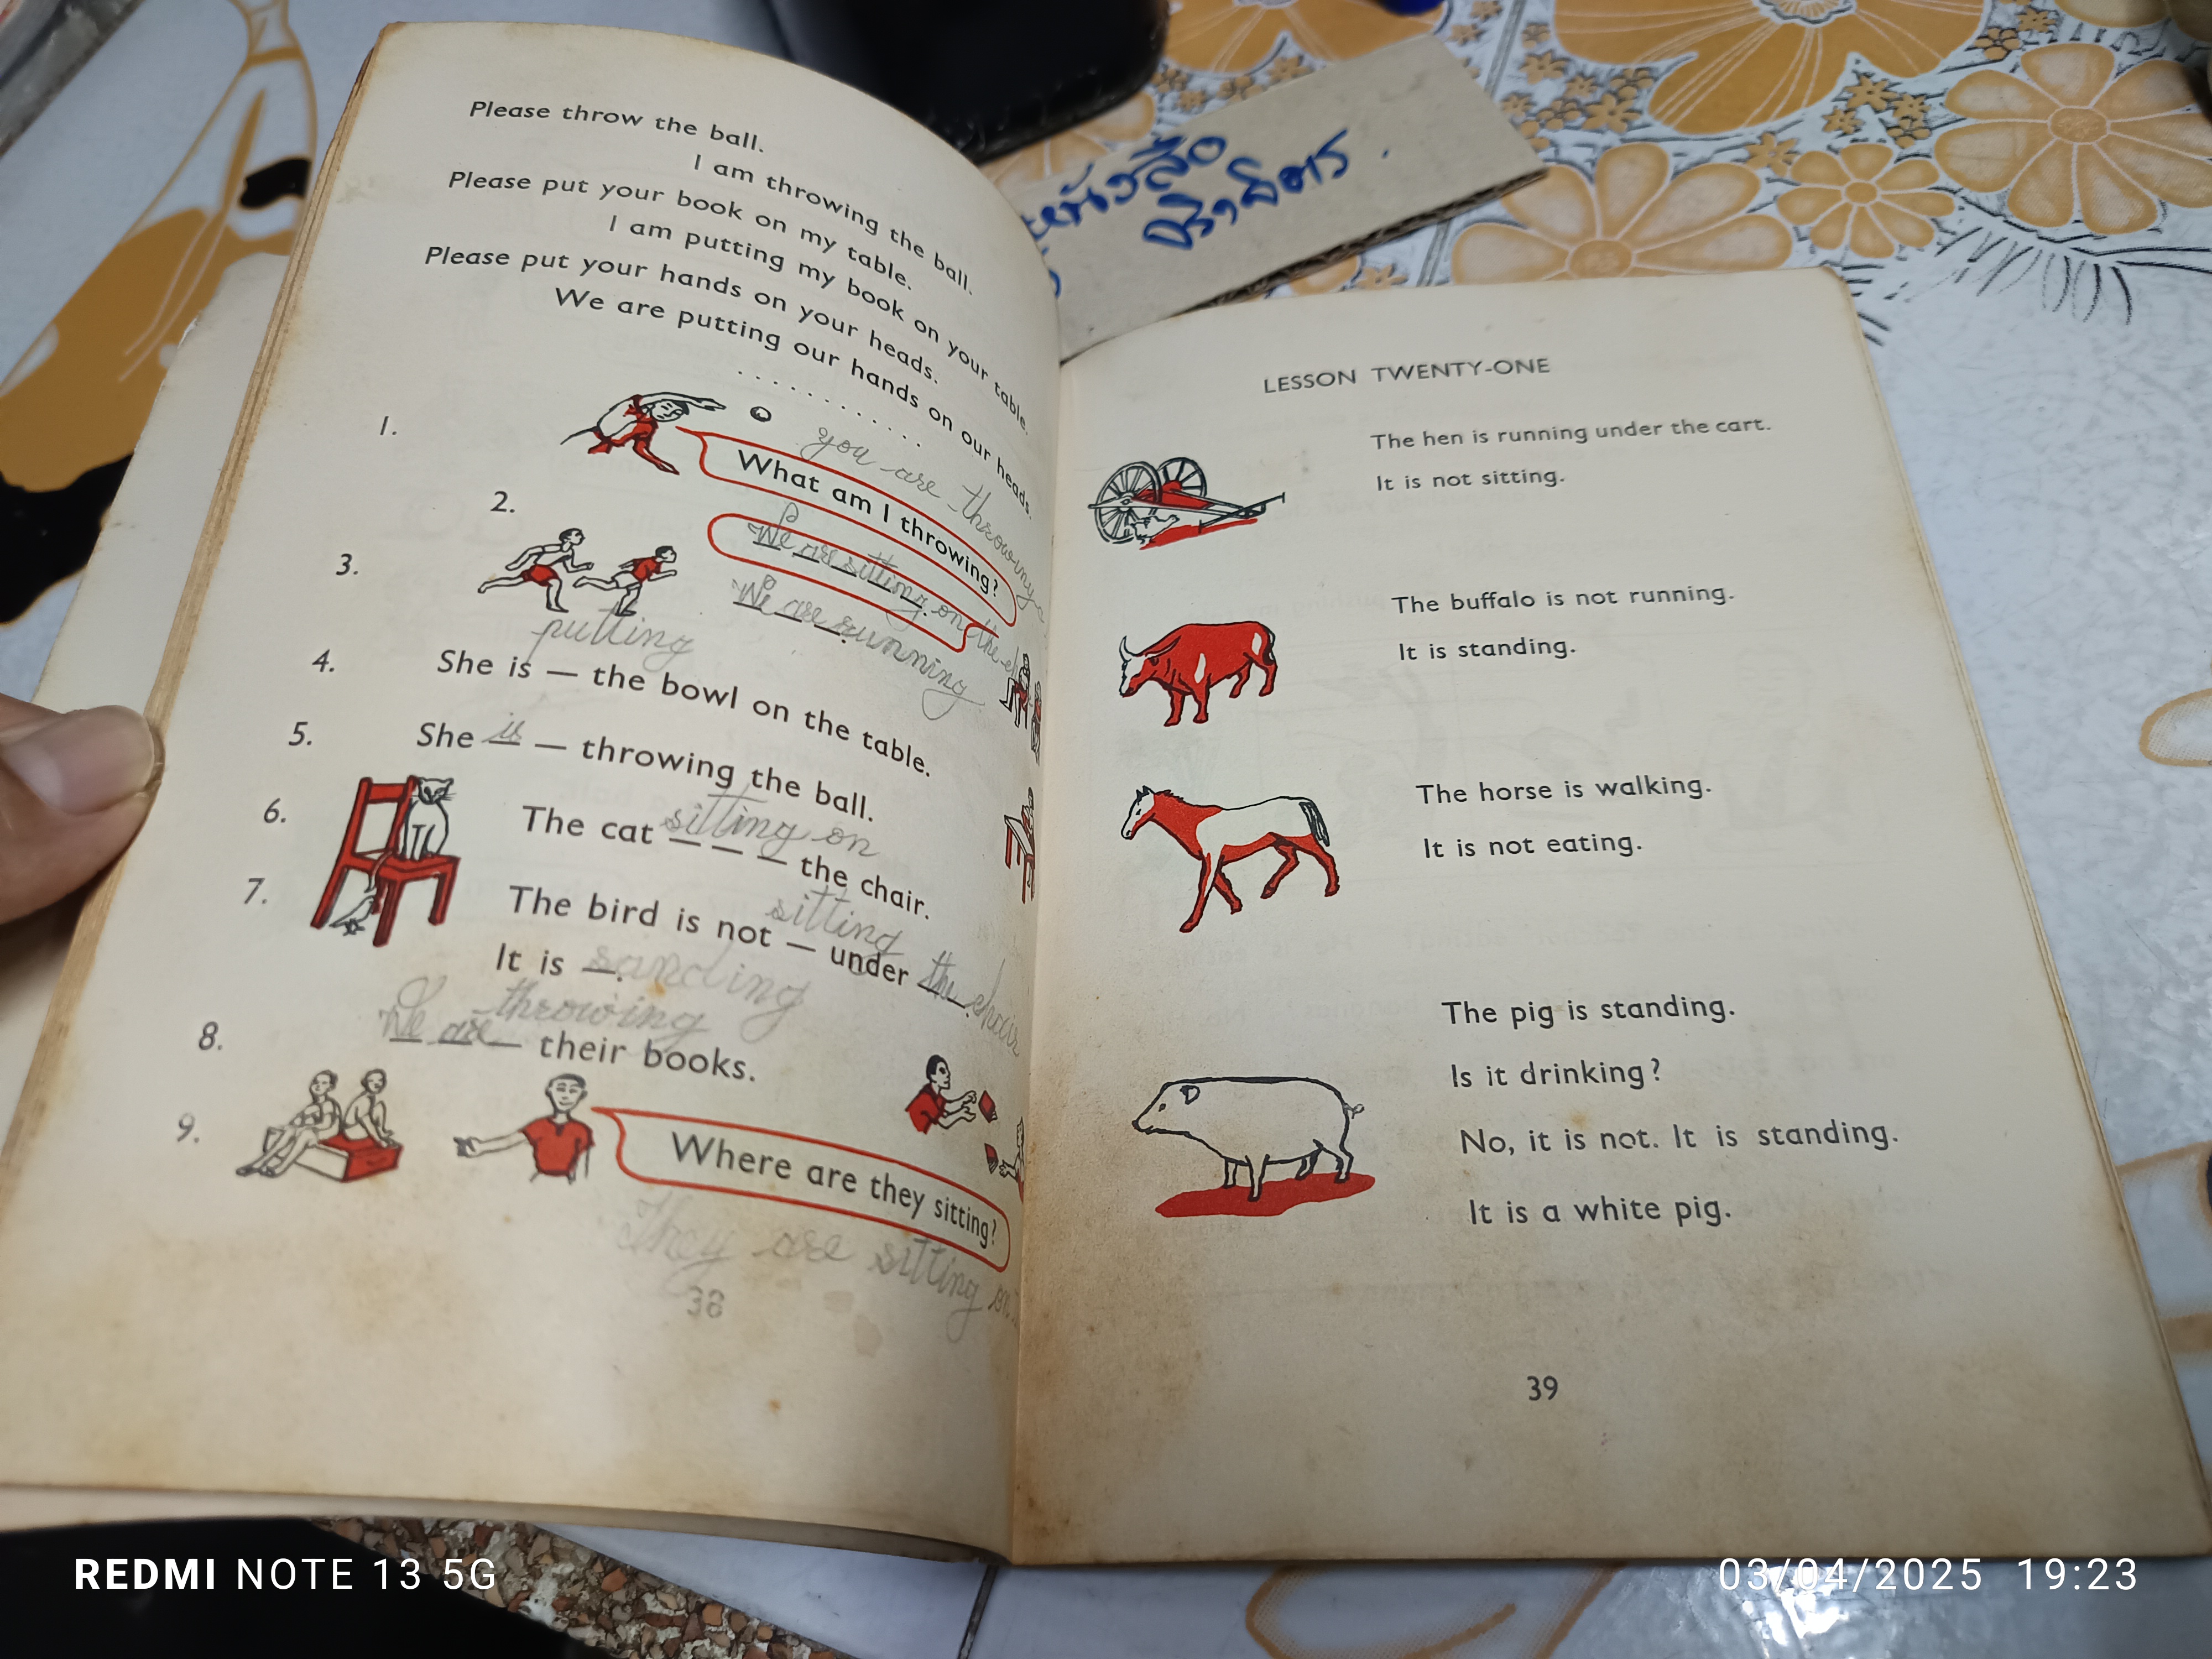 Please throw the ball.
I am throwing the ball.
Please put your book on my table.
I am putting my book on your table.
Please put your hands on your heads.
We are putting our hands on our heads.
. . . . . . . . . . .
1.
What am I throwing?
you are throwing
2.
We are sitting on the
3.
We are running
putting
4. She is — the bowl on the table.
5. She is — throwing the ball.
6. The cat sitting on — — — the chair.
7. The bird is not — sitting under the chair — —.
It is —. sanding
throwing
8. We are — their books.
9.
Where are they sitting?
They are sitting on
38
LESSON TWENTY-ONE
The hen is running under the cart.
It is not sitting.
The buffalo is not running.
It is standing.
The horse is walking.
It is not eating.
The pig is standing.
Is it drinking?
No, it is not. It is standing.
It is a white pig.
39
REDMI NOTE 13 5G
03/04/2025 19:23